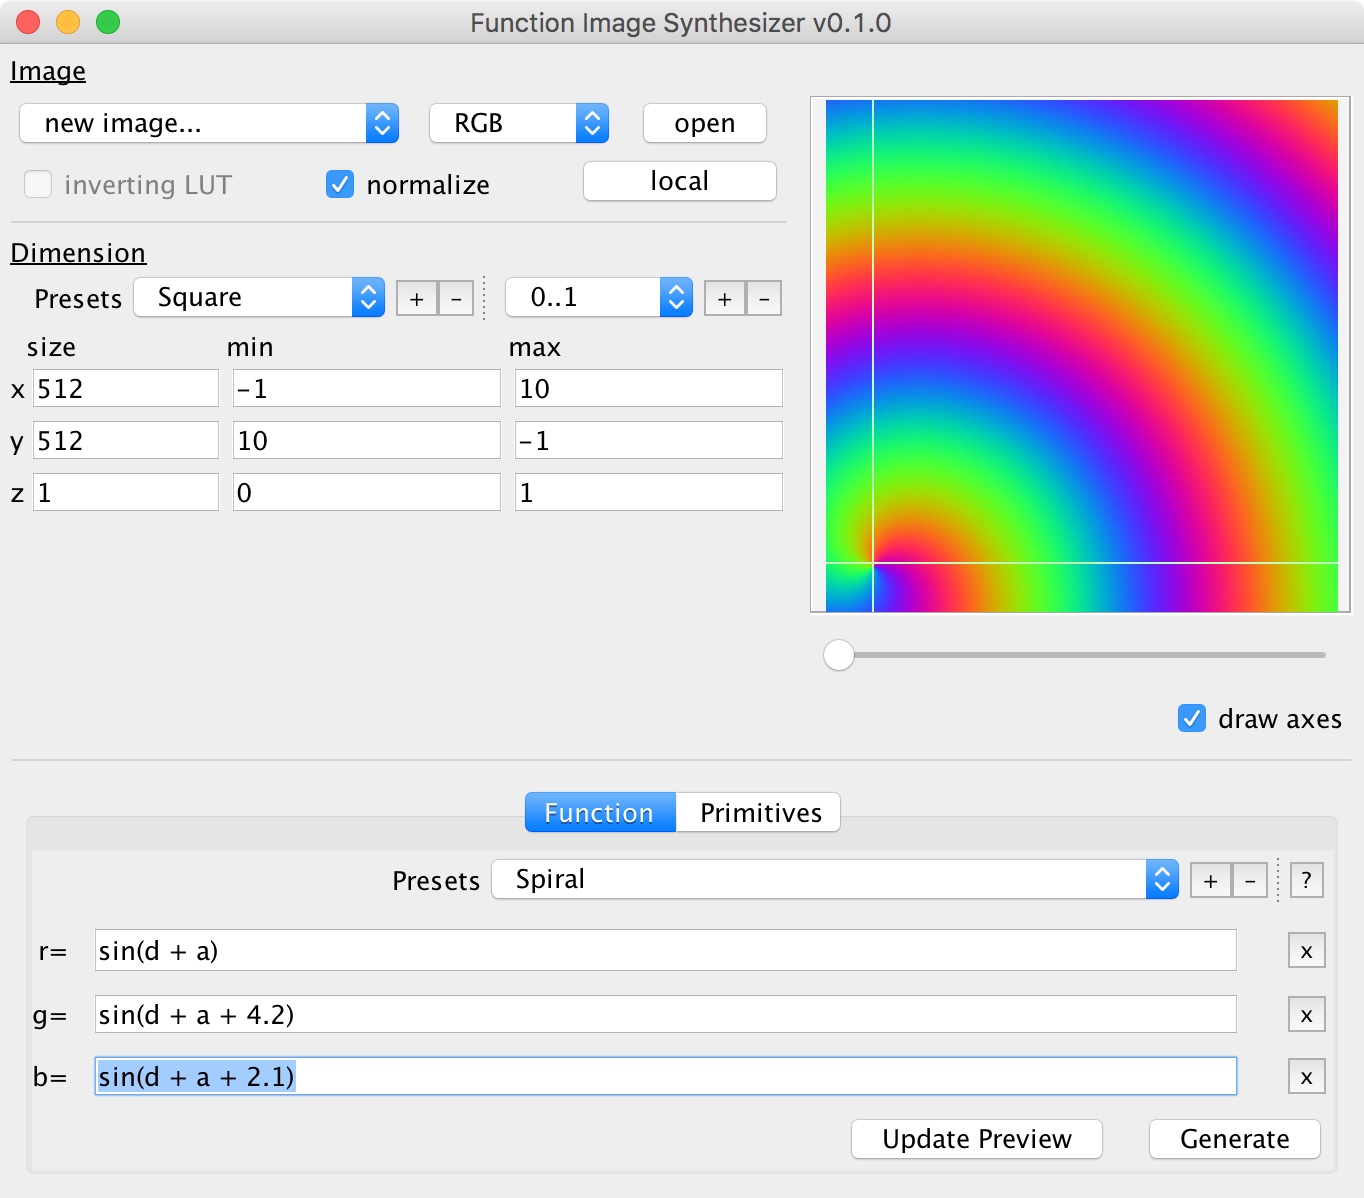 Function Image Synthesizer v0.1.0
Image
new image... RGB open
inverting LUT normalize local
Dimension
Presets Square + - 0..1 + -
size min max
x 512 -1 10
y 512 10 -1
z 1 0 1
draw axes
Function Primitives
Presets Spiral + - ?
r= sin(d + a) x
g= sin(d + a + 4.2) x
b= sin(d + a + 2.1) x
Update Preview Generate